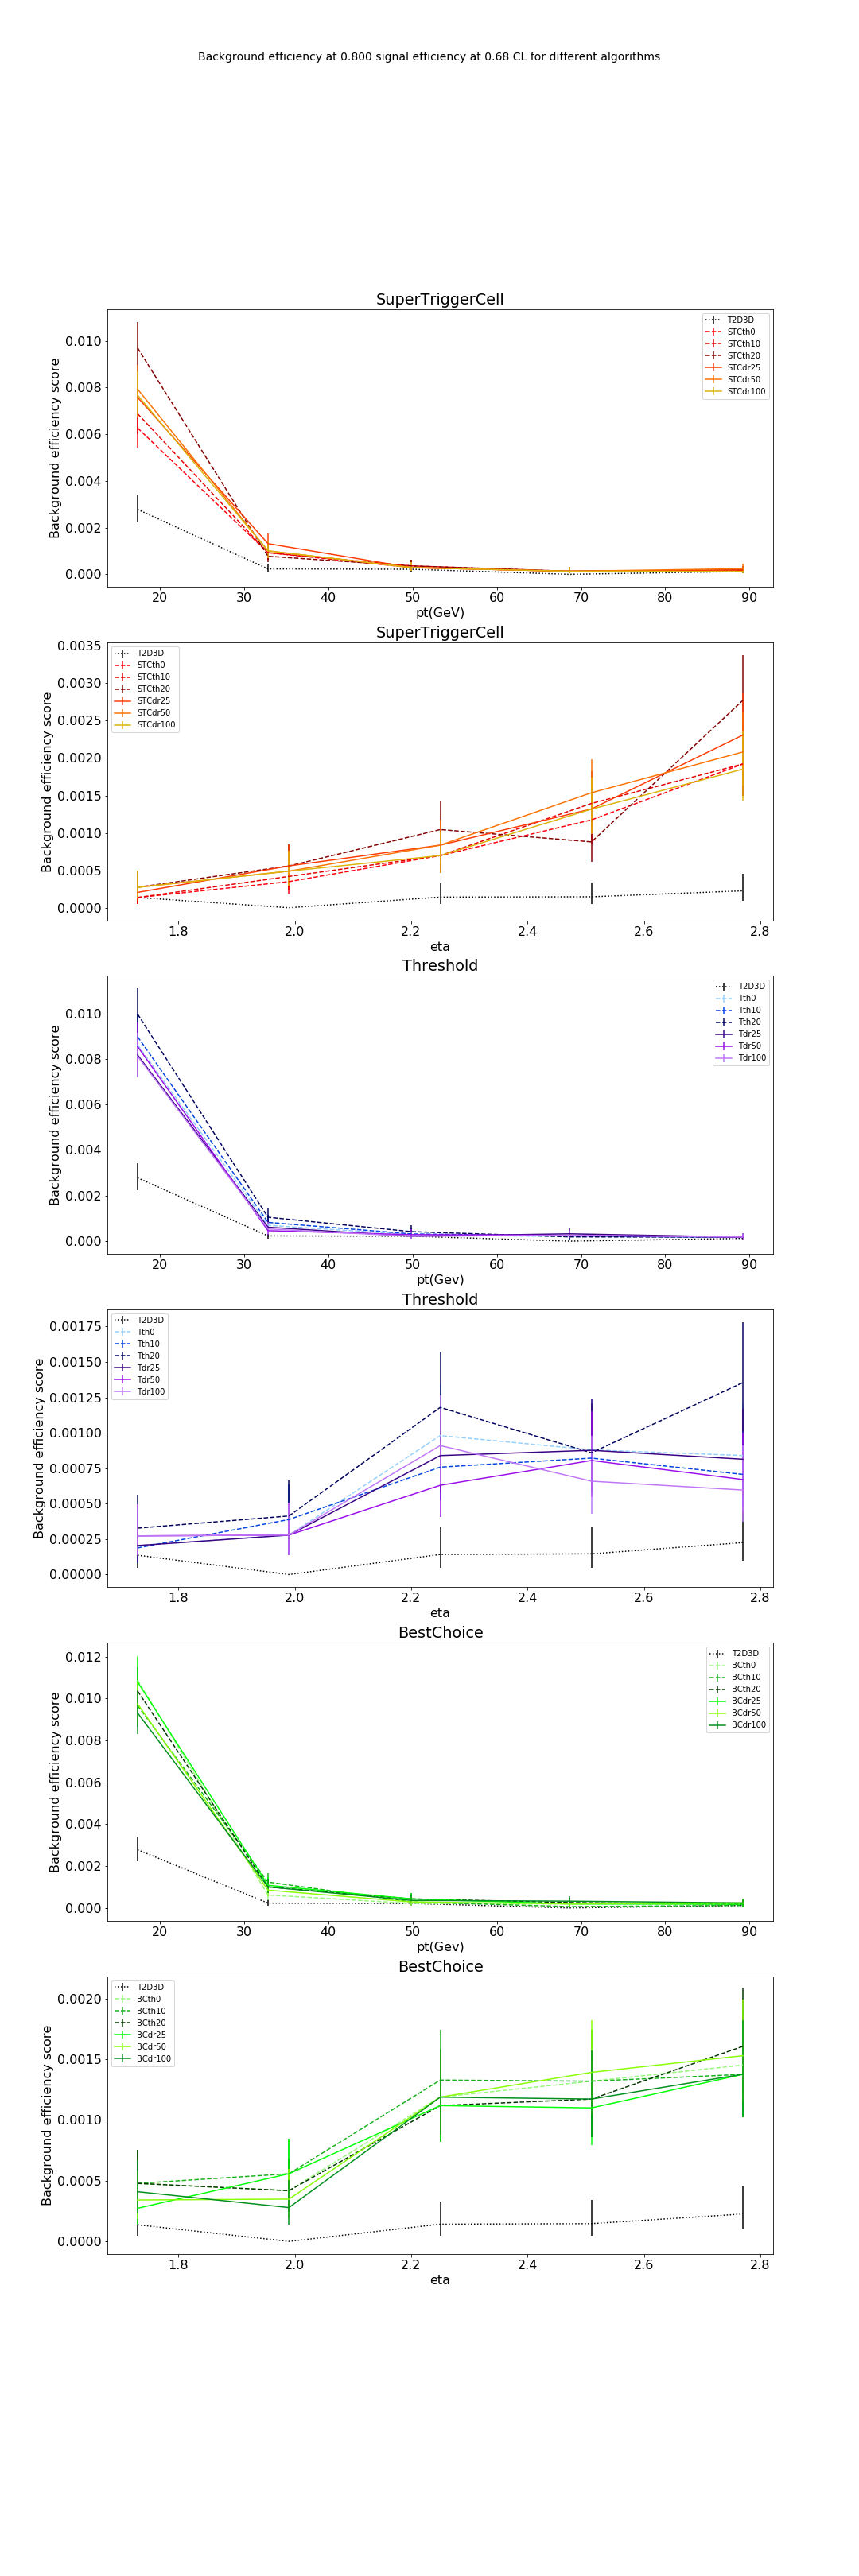 Background efficiency at 0.800 signal efficiency at 0.68 CL for different algorithms
SuperTriggerCell
Background efficiency score
0.010
0.008
0.006
0.004
0.002
0.000
T2D3D
STCth0
STCth10
STCth20
STCdr25
STCdr50
STCdr100
20 30 40 50 60 70 80 90
pt(GeV)
SuperTriggerCell
Background efficiency score
0.0035
0.0030
0.0025
0.0020
0.0015
0.0010
0.0005
0.0000
T2D3D
STCth0
STCth10
STCth20
STCdr25
STCdr50
STCdr100
1.8 2.0 2.2 2.4 2.6 2.8
eta
Threshold
Background efficiency score
0.010
0.008
0.006
0.004
0.002
0.000
T2D3D
Tth0
Tth10
Tth20
Tdr25
Tdr50
Tdr100
20 30 40 50 60 70 80 90
pt(Gev)
Threshold
Background efficiency score
0.00175
0.00150
0.00125
0.00100
0.00075
0.00050
0.00025
0.00000
T2D3D
Tth0
Tth10
Tth20
Tdr25
Tdr50
Tdr100
1.8 2.0 2.2 2.4 2.6 2.8
eta
BestChoice
Background efficiency score
0.012
0.010
0.008
0.006
0.004
0.002
0.000
T2D3D
BCth0
BCth10
BCth20
BCdr25
BCdr50
BCdr100
20 30 40 50 60 70 80 90
pt(Gev)
BestChoice
Background efficiency score
0.0020
0.0015
0.0010
0.0005
0.0000
T2D3D
BCth0
BCth10
BCth20
BCdr25
BCdr50
BCdr100
1.8 2.0 2.2 2.4 2.6 2.8
eta